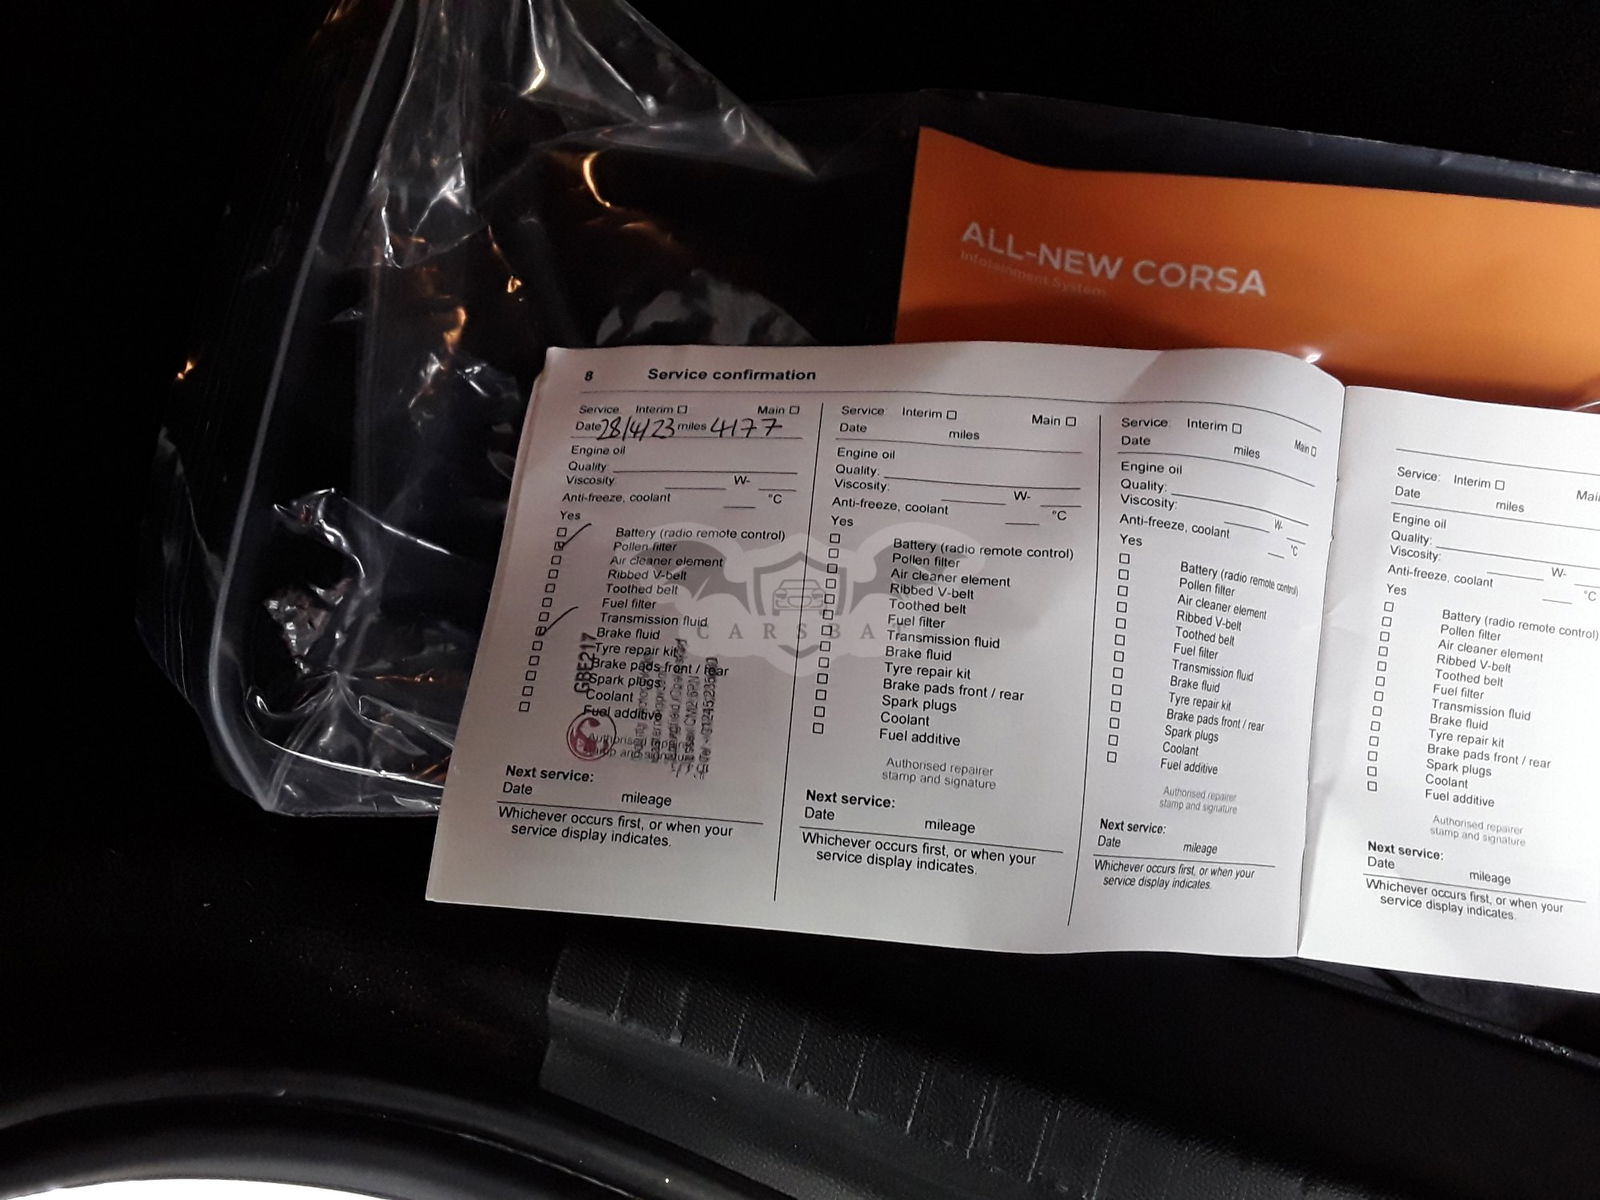 ALL-NEW CORSA
Infotainment System
8 Service confirmation
Service Interim Main
Date 28/4/23 miles 4177
Engine oil
Quality:
Viscosity: W-
Anti-freeze, coolant °C
Yes
Battery (radio remote control)
Pollen filter
Air cleaner element
Ribbed V-belt
Toothed belt
Fuel filter
Transmission fluid
Brake fluid
Tyre repair kit
Brake pads front / rear
Spark plugs
Coolant
Fuel additive
Authorised repairer
stamp and signature
GBE217
Next service:
Date mileage
Whichever occurs first, or when your
service display indicates.
Service Interim Main
Date miles
Engine oil
Quality:
Viscosity: W-
Anti-freeze, coolant °C
Yes
Battery (radio remote control)
Pollen filter
Air cleaner element
Ribbed V-belt
Toothed belt
Fuel filter
Transmission fluid
Brake fluid
Tyre repair kit
Brake pads front / rear
Spark plugs
Coolant
Fuel additive
Authorised repairer
stamp and signature
Next service:
Date mileage
Whichever occurs first, or when your
service display indicates.
Service Interim Main
Date miles
Engine oil
Quality:
Viscosity: W-
Anti-freeze, coolant °C
Yes
Battery (radio remote control)
Pollen filter
Air cleaner element
Ribbed V-belt
Toothed belt
Fuel filter
Transmission fluid
Brake fluid
Tyre repair kit
Brake pads front / rear
Spark plugs
Coolant
Fuel additive
Authorised repairer
stamp and signature
Next service:
Date mileage
Whichever occurs first, or when your
service display indicates.
Service: Interim Mai
Date miles
Engine oil
Quality:
Viscosity: W-
Anti-freeze, coolant °C
Yes
Battery (radio remote control)
Pollen filter
Air cleaner element
Ribbed V-belt
Toothed belt
Fuel filter
Transmission fluid
Brake fluid
Tyre repair kit
Brake pads front / rear
Spark plugs
Coolant
Fuel additive
Authorised repairer
stamp and signature
Next service:
Date mileage
Whichever occurs first, or when your
service display indicates.
CARSBA